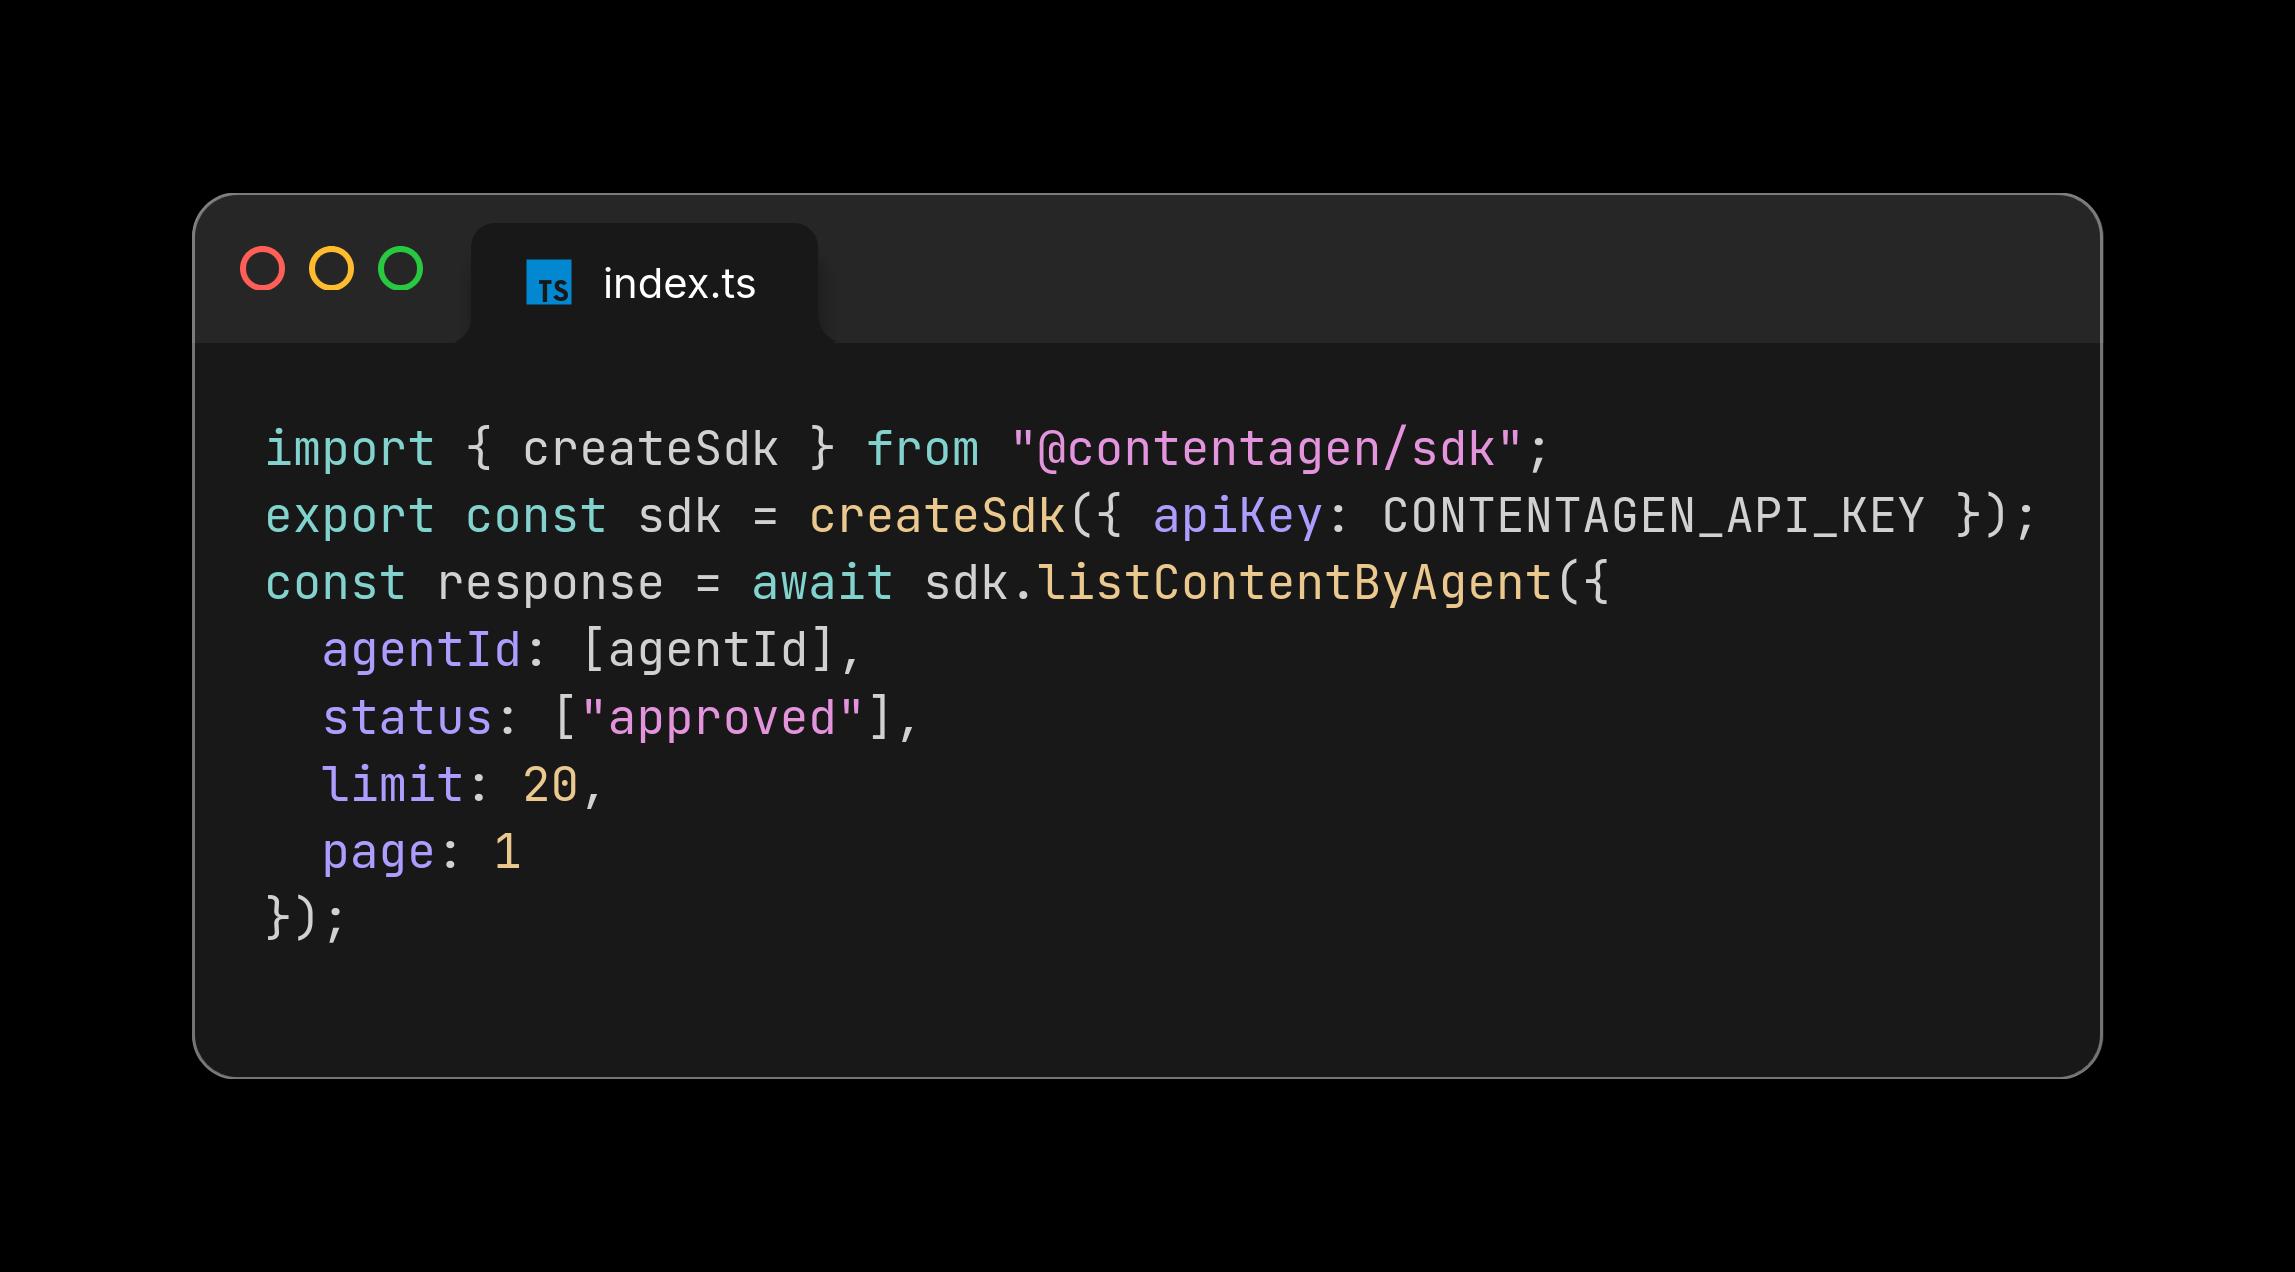 TS index.ts
import { createSdk } from "@contentagen/sdk";
export const sdk = createSdk({ apiKey: CONTENTAGEN_API_KEY });
const response = await sdk.listContentByAgent({
  agentId: [agentId],
  status: ["approved"],
  limit: 20,
  page: 1
});